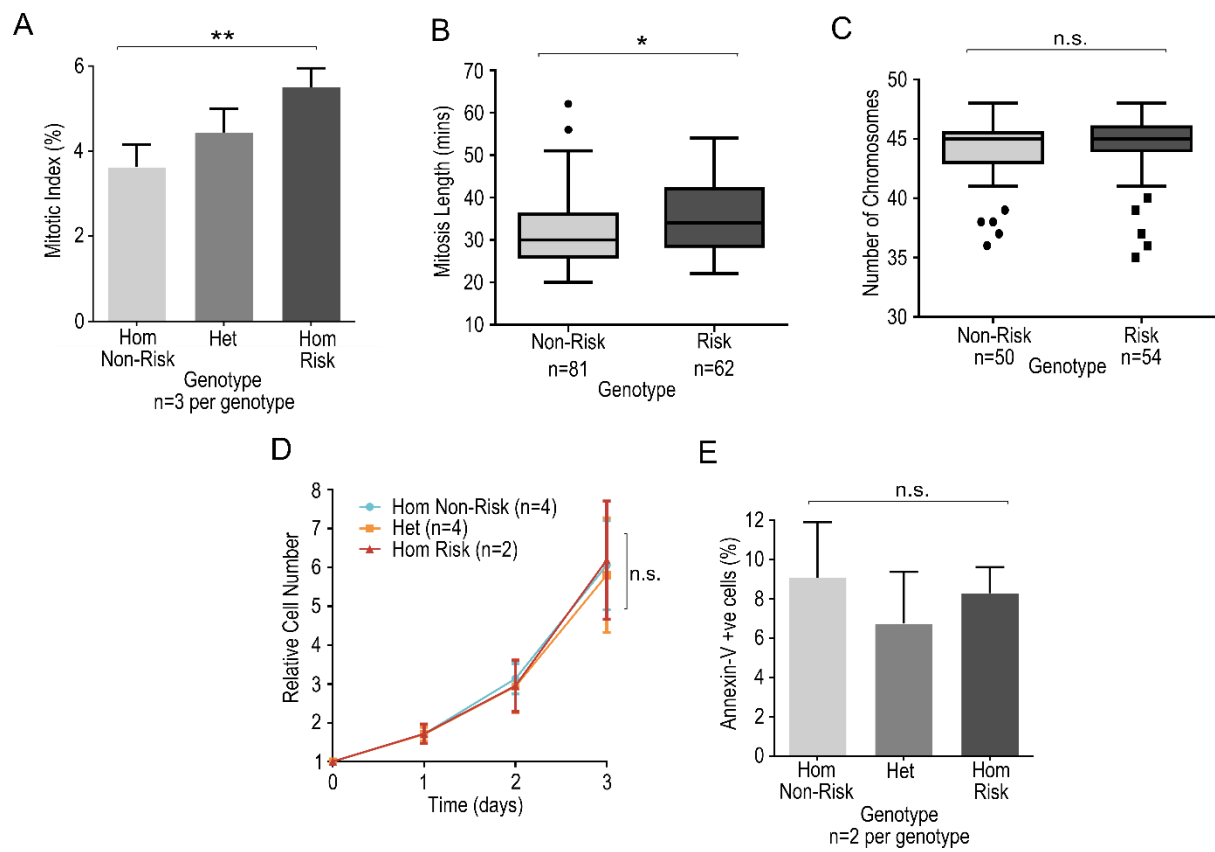 A
**
Mitotic Index (%)
6
4
2
0
Hom
Non-Risk
Het
Hom
Risk
Genotype
n=3 per genotype
B
*
Mitosis Length (mins)
70
60
50
40
30
20
10
Non-Risk
n=81
Risk
n=62
Genotype
C
n.s.
Number of Chromosomes
50
45
40
35
30
Non-Risk
n=50
Risk
n=54
Genotype
D
Relative Cell Number
8
7
6
5
4
3
2
1
Hom Non-Risk (n=4)
Het (n=4)
Hom Risk (n=2)
n.s.
0
1
2
3
Time (days)
E
n.s.
Annexin-V +ve cells (%)
12
10
8
6
4
2
0
Hom
Non-Risk
Het
Hom
Risk
Genotype
n=2 per genotype